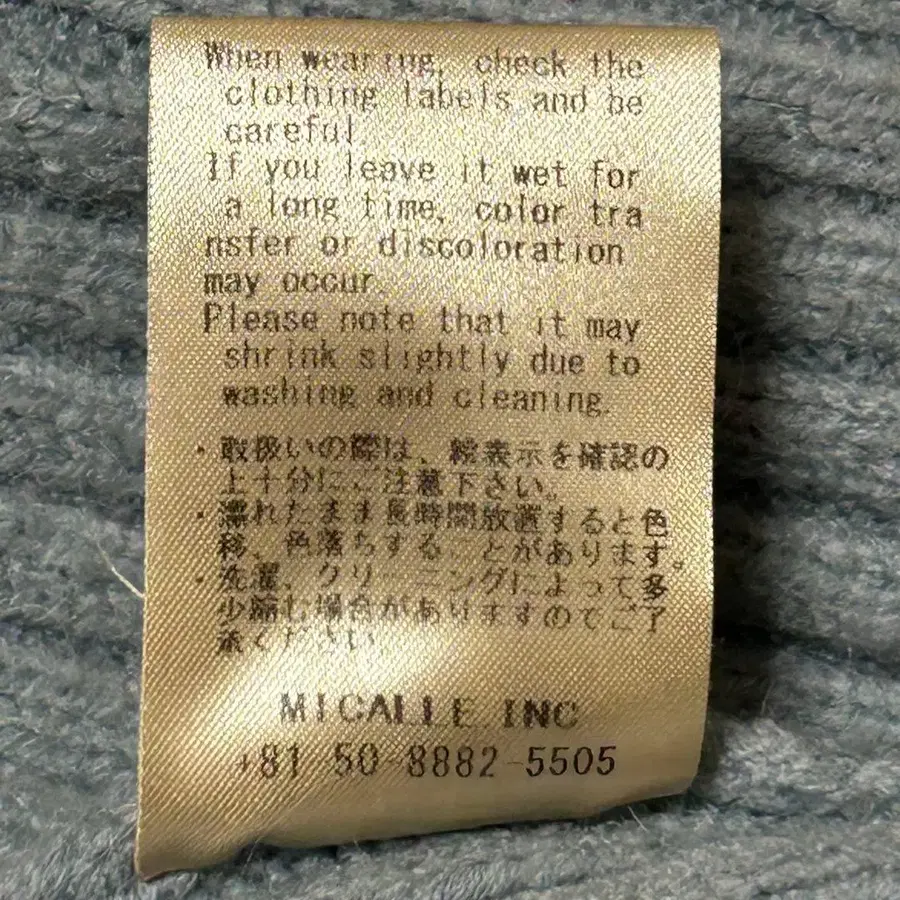 When wearing, check the
clothing labels and be
careful
If you leave it wet for
a long time, color tra
nsfer or discoloration
may occur.
Please note that it may
shrink slightly due to
washing and cleaning.
・取扱いの際は、絵表示を確認の
上十分にご注意下さい。
・濡れたまま長時間放置すると色
移、色落ちすることがあります。
・洗濯、クリーニングによって多
少縮む場合がありますのでご了
承ください
MICALLE INC
+81 50-8882-5505